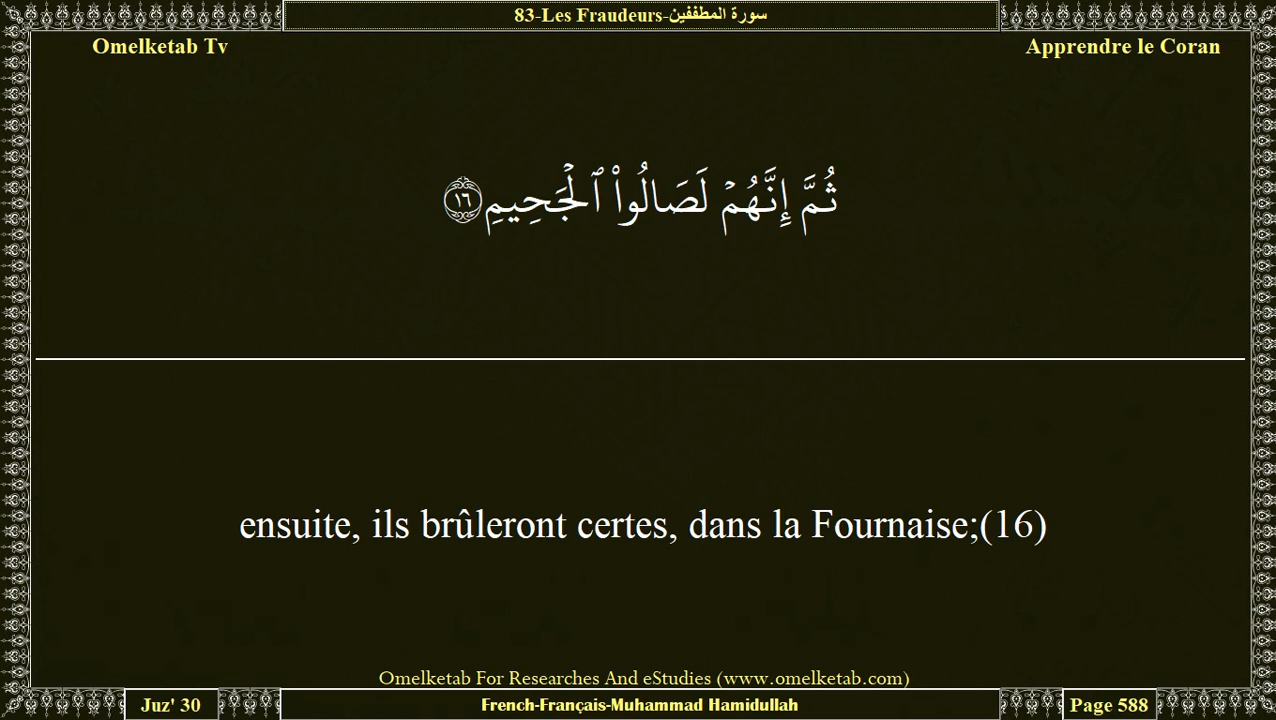 83-Les Fraudeurs-سورة المطففين
Omelketab Tv
Apprendre le Coran
ثُمَّ إِنَّهُمۡ لَصَالُواْ ٱلۡجَحِيمِ ١٦
ensuite, ils brûleront certes, dans la Fournaise;(16)
Omelketab For Researches And eStudies (www.omelketab.com)
Juz' 30
French-Français-Muhammad Hamidullah
Page 588